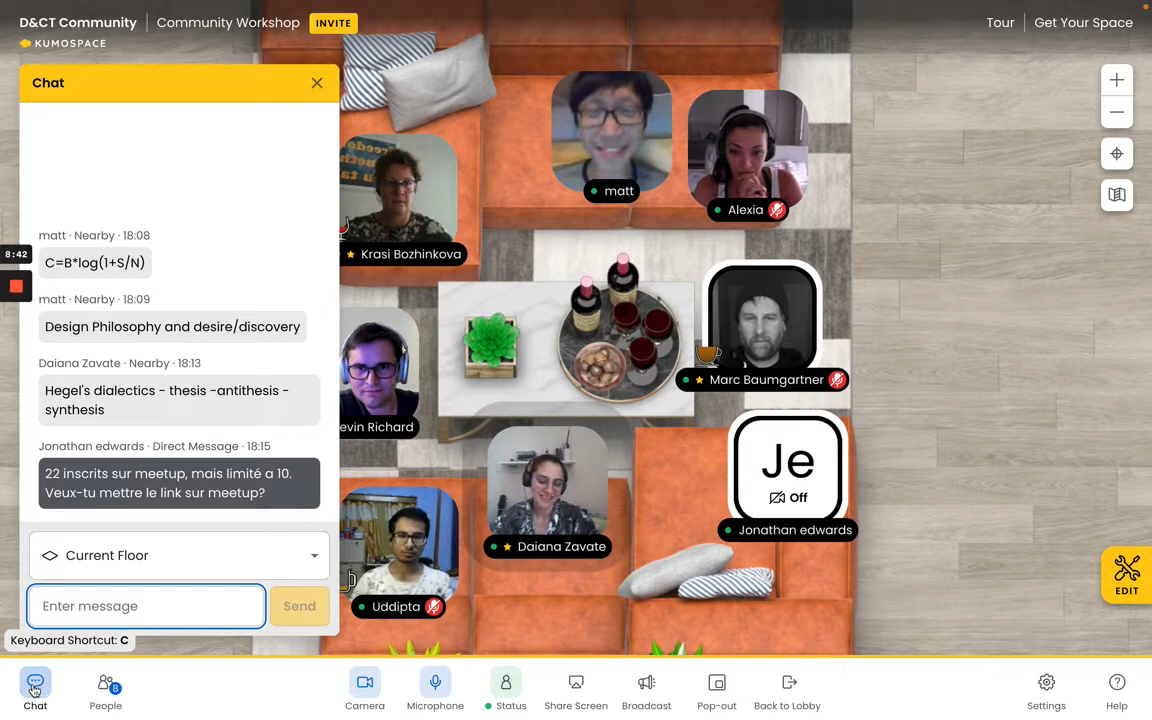 D&CT Community
Community Workshop
INVITE
Tour
Get Your Space
KUMOSPACE
Chat
matt · Nearby · 18:08
C=B*log(1+S/N)
matt · Nearby · 18:09
Design Philosophy and desire/discovery
Daiana Zavate · Nearby · 18:13
Hegel's dialectics - thesis -antithesis -
synthesis
Jonathan edwards · Direct Message · 18:15
22 inscrits sur meetup, mais limité a 10.
Veux-tu mettre le link sur meetup?
Current Floor
Enter message
Send
Keyboard Shortcut: C
8:42
matt
Alexia
Krasi Bozhinkova
Marc Baumgartner
evin Richard
Je
Off
Jonathan edwards
Daiana Zavate
Uddipta
EDIT
Chat
8
People
Camera
Microphone
Status
Share Screen
Broadcast
Pop-out
Back to Lobby
Settings
Help